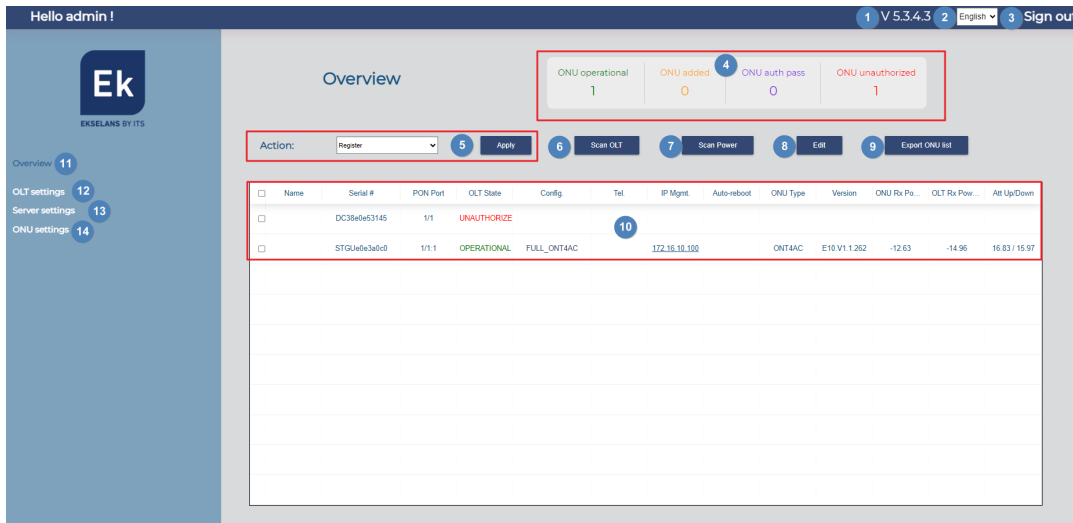 Hello admin !
1 V 5.3.4.3 2 English 3 Sign out
Ek
EKSELANS BY ITS
Overview
ONU operational ONU added 4 ONU auth pass ONU unauthorized
1 0 0 1
Action: Register 5 Apply 6 Scan OLT 7 Scan Power 8 Edit 9 Export ONU list
Overview 11
OLT settings 12
Server settings 13
ONU settings 14
Name Serial # PON Port OLT State Config. Tel. IP Mgmt. Auto-reboot ONU Type Version ONU Rx Po... OLT Rx Pow... Att Up/Down
DC38e0e53145 1/1 UNAUTHORIZE
10
STGUe0e3a0c0 1/1:1 OPERATIONAL FULL_ONT4AC 172.16.10.100 ONT4AC E10.V1.1.262 -12.63 -14.96 16.83 / 15.97